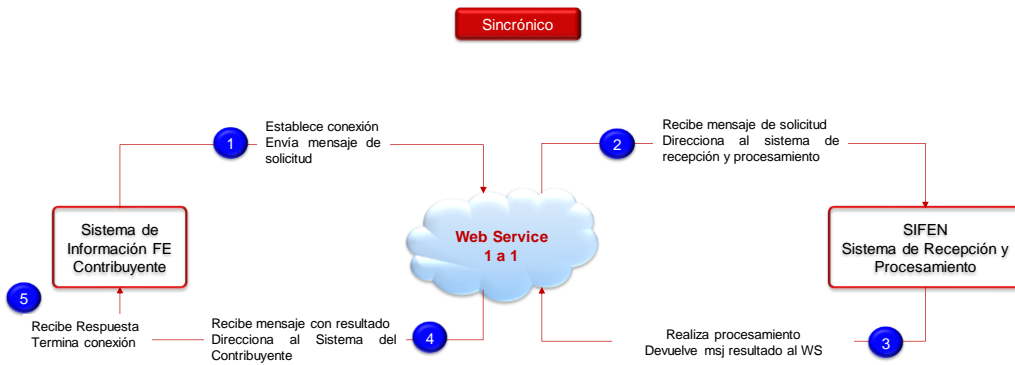 Sincrónico
1
Establece conexión
Envía mensaje de
solicitud
2
Recibe mensaje de solicitud
Direcciona al sistema de
recepción y procesamiento
Sistema de
Información FE
Contribuyente
Web Service
1 a 1
SIFEN
Sistema de Recepción y
Procesamiento
5
Recibe Respuesta
Termina conexión
Recibe mensaje con resultado
Direcciona al Sistema del
Contribuyente
4
Realiza procesamiento
Devuelve msj resultado al WS
3